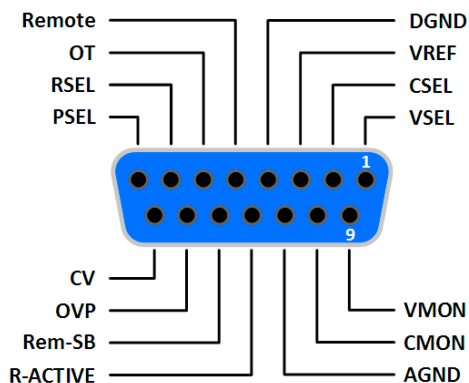 Remote
DGND
OT
VREF
RSEL
CSEL
PSEL
VSEL
1
9
CV
OVP
VMON
Rem-SB
CMON
R-ACTIVE
AGND